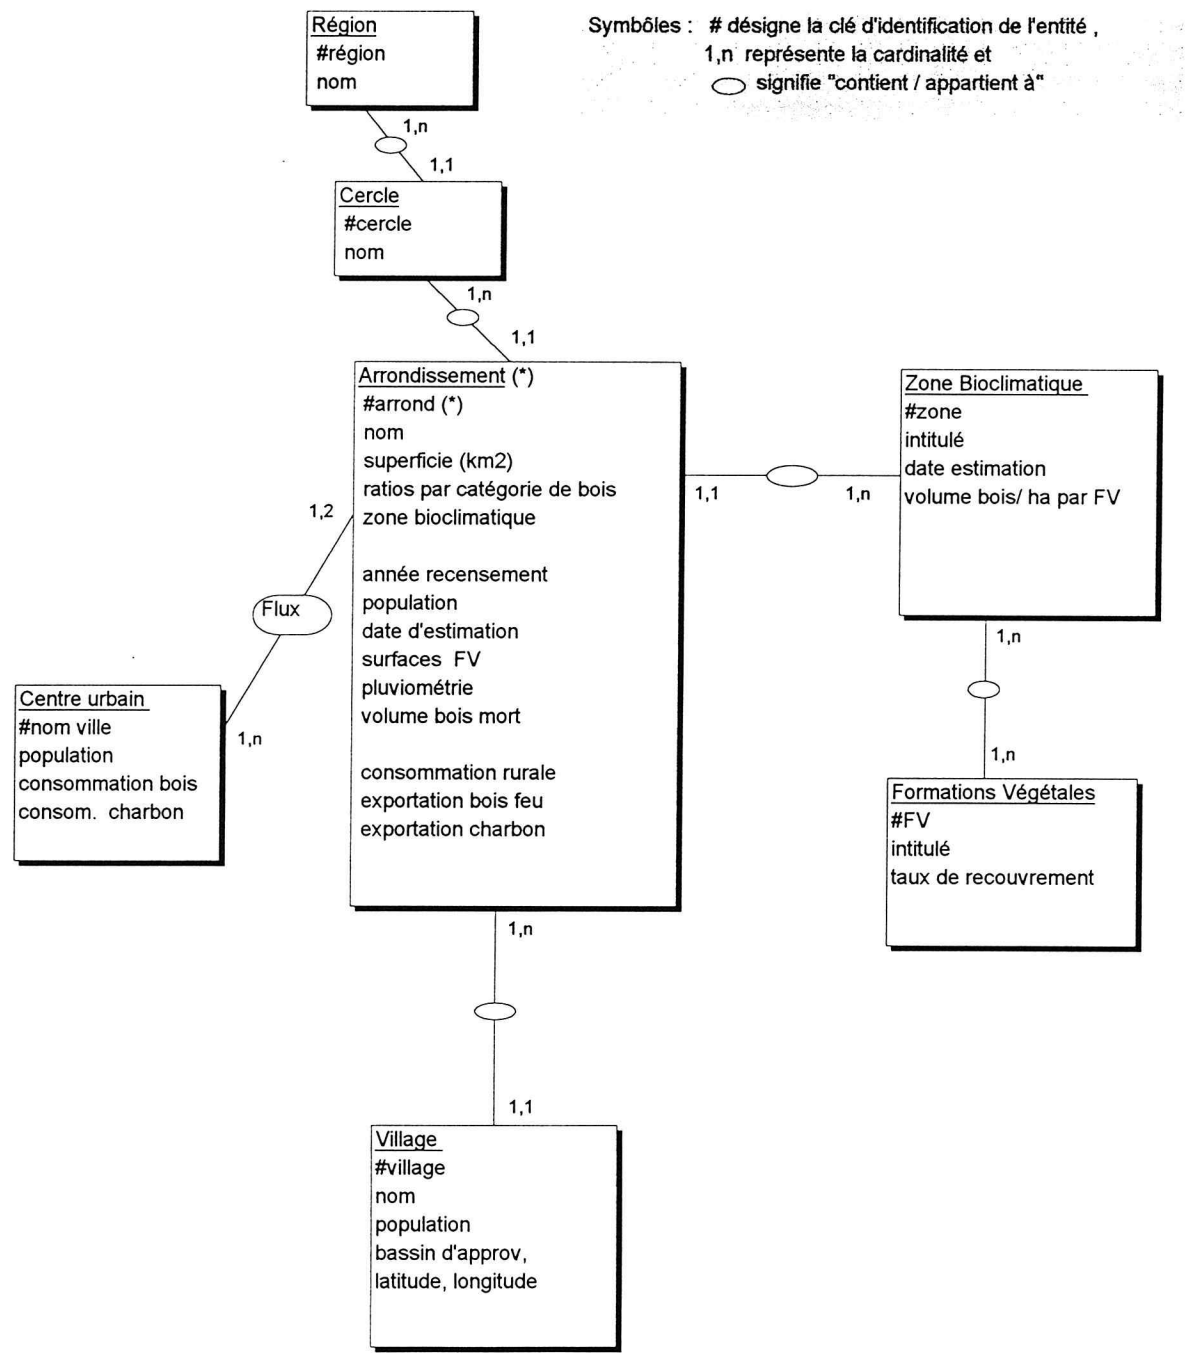 Symbôles : # désigne la clé d'identification de l'entité ,
1,n représente la cardinalité et
signifie "contient / appartient à"
Région
#région
nom
1,n
1,1
Cercle
#cercle
nom
1,n
1,1
Arrondissement (*)
#arrond (*)
nom
superficie (km2)
ratios par catégorie de bois
zone bioclimatique
année recensement
population
date d'estimation
surfaces FV
pluviométrie
volume bois mort
consommation rurale
exportation bois feu
exportation charbon
1,1
1,n
Zone Bioclimatique
#zone
intitulé
date estimation
volume bois/ ha par FV
1,n
1,n
Formations Végétales
#FV
intitulé
taux de recouvrement
1,2
Flux
1,n
Centre urbain
#nom ville
population
consommation bois
consom. charbon
1,n
1,1
Village
#village
nom
population
bassin d'approv,
latitude, longitude